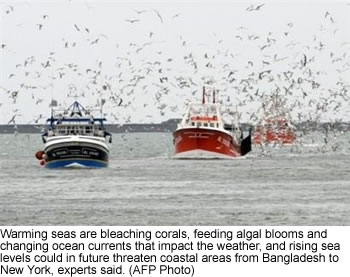 Warming seas are bleaching corals, feeding algal blooms and
changing ocean currents that impact the weather, and rising sea
levels could in future threaten coastal areas from Bangladesh to
New York, experts said. (AFP Photo)